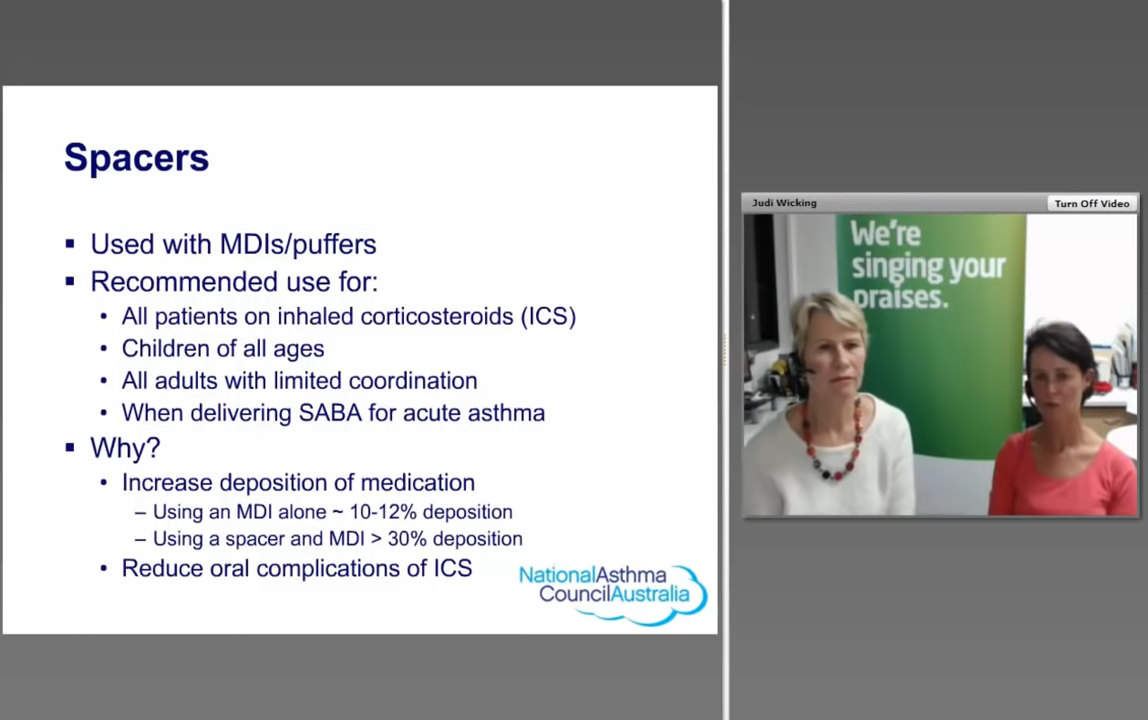 Spacers
▪ Used with MDIs/puffers
▪ Recommended use for:
• All patients on inhaled corticosteroids (ICS)
• Children of all ages
• All adults with limited coordination
• When delivering SABA for acute asthma
▪ Why?
• Increase deposition of medication
– Using an MDI alone ~ 10-12% deposition
– Using a spacer and MDI > 30% deposition
• Reduce oral complications of ICS
NationalAsthma
CouncilAustralia
Judi Wicking
Turn Off Video
We're
singing your
praises.